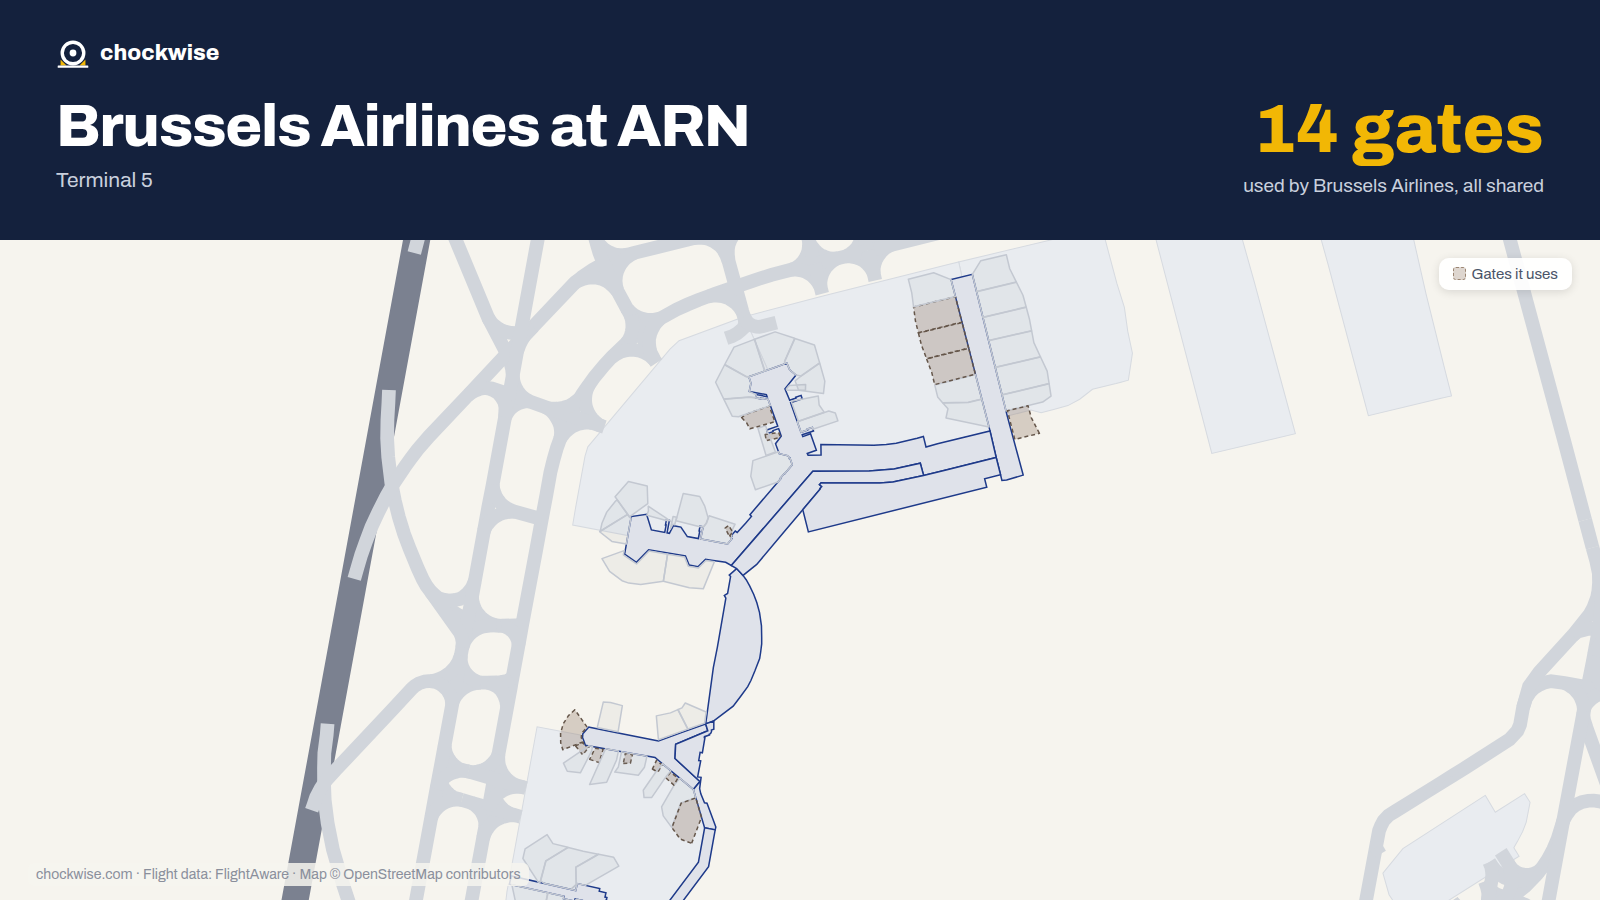 chockwise
Brussels Airlines at ARN
Terminal 5
14 gates
used by Brussels Airlines, all shared
Gates it uses
chockwise.com · Flight data: FlightAware · Map © OpenStreetMap contributors